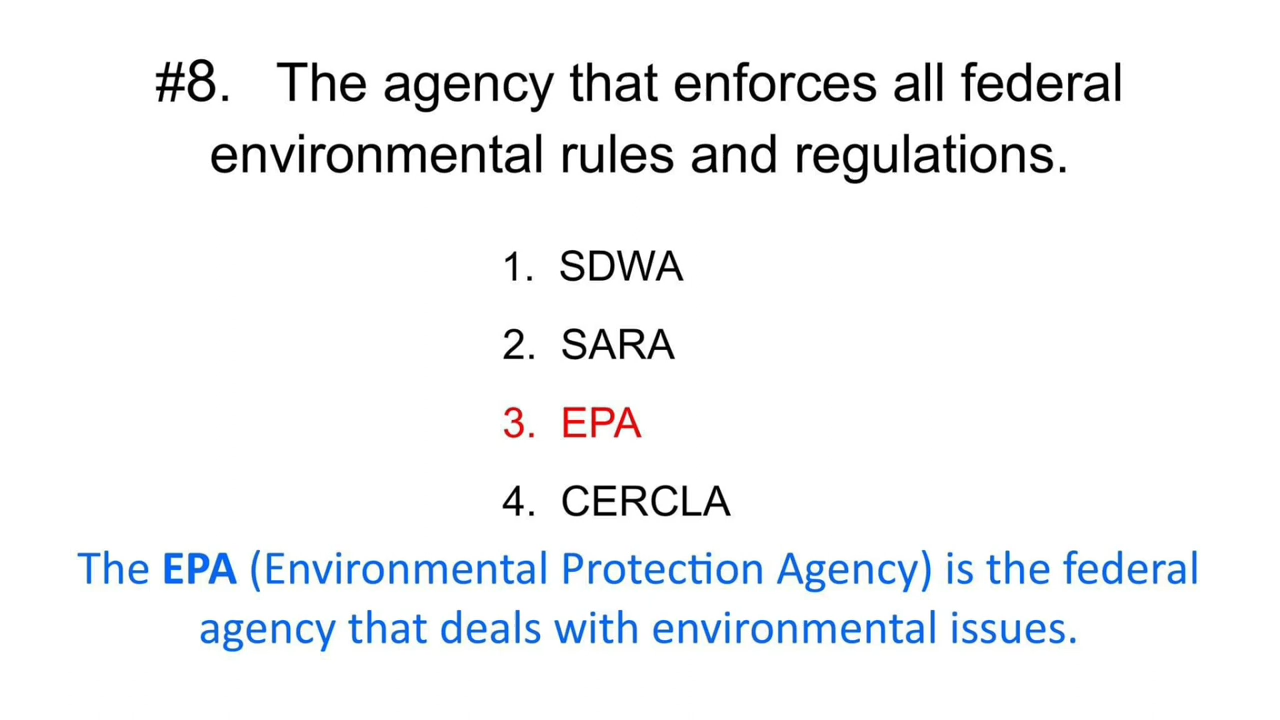 #8. The agency that enforces all federal
environmental rules and regulations.
1. SDWA
2. SARA
3. EPA
4. CERCLA
The EPA (Environmental Protection Agency) is the federal
agency that deals with environmental issues.